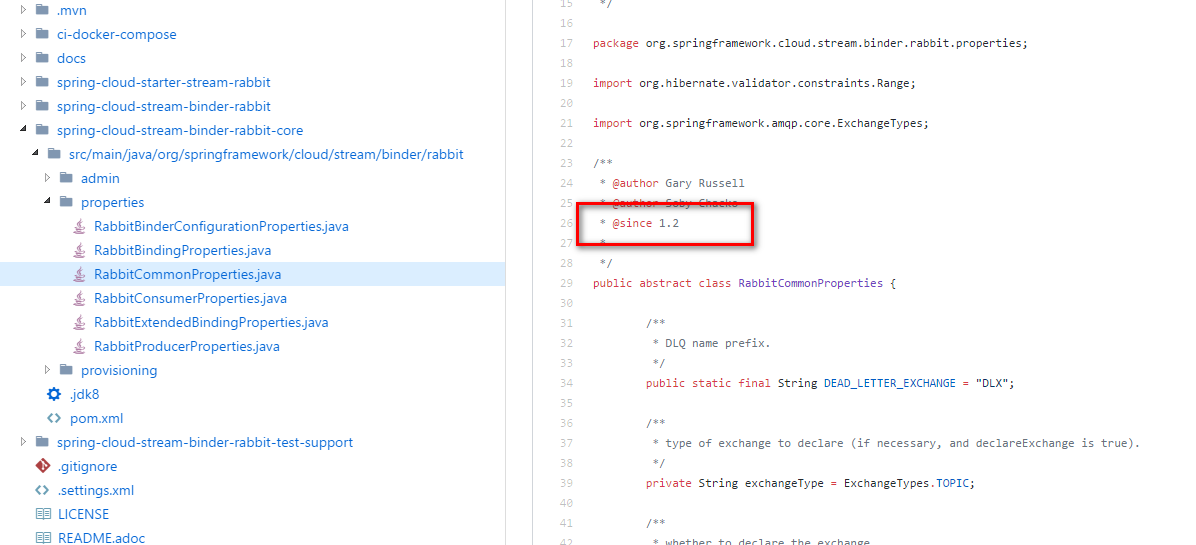 .mvn
ci-docker-compose
docs
spring-cloud-starter-stream-rabbit
spring-cloud-stream-binder-rabbit
spring-cloud-stream-binder-rabbit-core
src/main/java/org/springframework/cloud/stream/binder/rabbit
admin
properties
RabbitBinderConfigurationProperties.java
RabbitBindingProperties.java
RabbitCommonProperties.java
RabbitConsumerProperties.java
RabbitExtendedBindingProperties.java
RabbitProducerProperties.java
provisioning
.jdk8
pom.xml
spring-cloud-stream-binder-rabbit-test-support
.gitignore
.settings.xml
LICENSE
README.adoc
15 */
16
17 package org.springframework.cloud.stream.binder.rabbit.properties;
18
19 import org.hibernate.validator.constraints.Range;
20
21 import org.springframework.amqp.core.ExchangeTypes;
22
23 /**
24 * @author Gary Russell
25 * @author Soby Chacko
26 * @since 1.2
27 *
28 */
29 public abstract class RabbitCommonProperties {
30
31 /**
32 * DLQ name prefix.
33 */
34 public static final String DEAD_LETTER_EXCHANGE = "DLX";
35
36 /**
37 * type of exchange to declare (if necessary, and declareExchange is true).
38 */
39 private String exchangeType = ExchangeTypes.TOPIC;
40
41 /**
42 * whether to declare the exchange